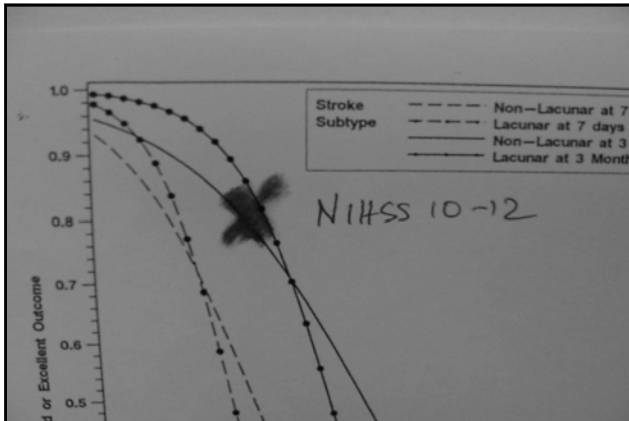 1.0
0.9
0.8
0.7
0.6
0.5
d or Excellent Outcome
Stroke
Subtype
Non-Lacunar at 7
Lacunar at 7 days
Non-Lacunar at 3
Lacunar at 3 Month
NIHSS 10-12